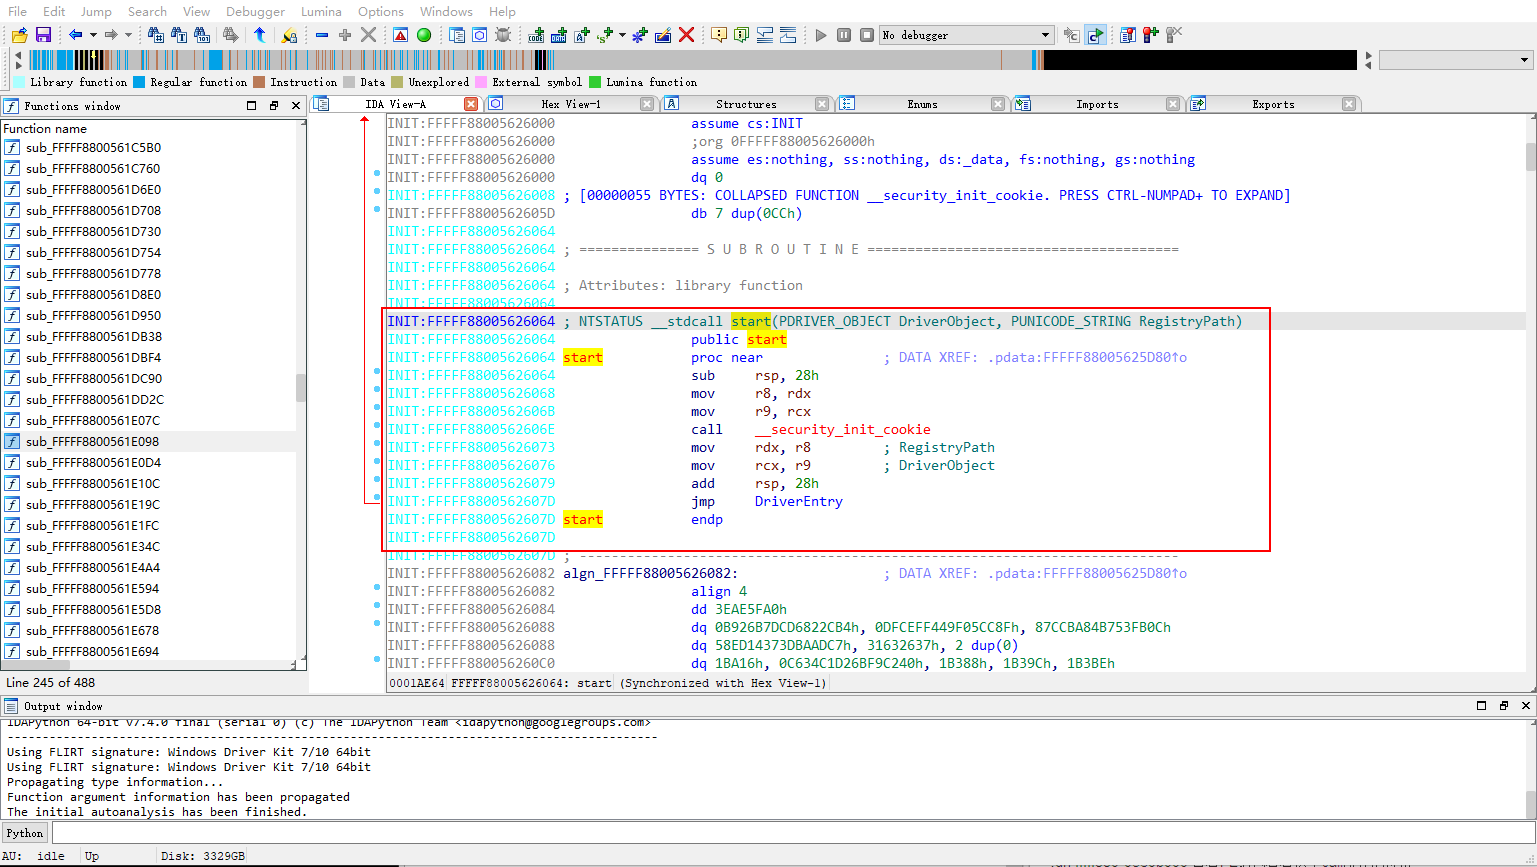 File Edit Jump Search View Debugger Lumina Options Windows Help
No debugger
Library function Regular function Instruction Data Unexplored External symbol Lumina function
Functions window
IDA View-A Hex View-1 Structures Enums Imports Exports
Function name
sub_FFFFF8800561C5B0
sub_FFFFF8800561C760
sub_FFFFF8800561D6E0
sub_FFFFF8800561D708
sub_FFFFF8800561D730
sub_FFFFF8800561D754
sub_FFFFF8800561D778
sub_FFFFF8800561D8E0
sub_FFFFF8800561D950
sub_FFFFF8800561DB38
sub_FFFFF8800561DBF4
sub_FFFFF8800561DC90
sub_FFFFF8800561DD2C
sub_FFFFF8800561E07C
sub_FFFFF8800561E098
sub_FFFFF8800561E0D4
sub_FFFFF8800561E10C
sub_FFFFF8800561E19C
sub_FFFFF8800561E1FC
sub_FFFFF8800561E34C
sub_FFFFF8800561E4A4
sub_FFFFF8800561E594
sub_FFFFF8800561E5D8
sub_FFFFF8800561E678
sub_FFFFF8800561E694
Line 245 of 488
INIT:FFFFF88005626000 assume cs:INIT
INIT:FFFFF88005626000 ;org 0FFFFF88005626000h
INIT:FFFFF88005626000 assume es:nothing, ss:nothing, ds:_data, fs:nothing, gs:nothing
INIT:FFFFF88005626000 dq 0
INIT:FFFFF88005626008 ; [00000055 BYTES: COLLAPSED FUNCTION __security_init_cookie. PRESS CTRL-NUMPAD+ TO EXPAND]
INIT:FFFFF8800562605D db 7 dup(0CCh)
INIT:FFFFF88005626064
INIT:FFFFF88005626064 ; =============== S U B R O U T I N E =======================================
INIT:FFFFF88005626064
INIT:FFFFF88005626064 ; Attributes: library function
INIT:FFFFF88005626064
INIT:FFFFF88005626064 ; NTSTATUS __stdcall start(PDRIVER_OBJECT DriverObject, PUNICODE_STRING RegistryPath)
INIT:FFFFF88005626064 public start
INIT:FFFFF88005626064 start proc near ; DATA XREF: .pdata:FFFFF88005625D80↑o
INIT:FFFFF88005626064 sub rsp, 28h
INIT:FFFFF88005626068 mov r8, rdx
INIT:FFFFF8800562606B mov r9, rcx
INIT:FFFFF8800562606E call __security_init_cookie
INIT:FFFFF88005626073 mov rdx, r8 ; RegistryPath
INIT:FFFFF88005626076 mov rcx, r9 ; DriverObject
INIT:FFFFF88005626079 add rsp, 28h
INIT:FFFFF8800562607D jmp DriverEntry
INIT:FFFFF8800562607D start endp
INIT:FFFFF8800562607D
INIT:FFFFF8800562607D ; ---------------------------------------------------------------------------
INIT:FFFFF88005626082 algn_FFFFF88005626082: ; DATA XREF: .pdata:FFFFF88005625D80↑o
INIT:FFFFF88005626082 align 4
INIT:FFFFF88005626084 dd 3EAE5FA0h
INIT:FFFFF88005626088 dq 0B926B7DCD6822CB4h, 0DFCEFF449F05CC8Fh, 87CCBA84B753FB0Ch
INIT:FFFFF88005626088 dq 58ED14373DBAADC7h, 31632637h, 2 dup(0)
INIT:FFFFF880056260C0 dq 1BA16h, 0C634C1D26BF9C240h, 1B388h, 1B39Ch, 1B3BEh
0001AE64 FFFFF88005626064: start (Synchronized with Hex View-1)
Output window
IDAPython 64-bit v7.4.0 final (serial 0) (c) The IDAPython Team <idapython@googlegroups.com>
---------------------------------------------------------------------------------------------
Using FLIRT signature: Windows Driver Kit 7/10 64bit
Using FLIRT signature: Windows Driver Kit 7/10 64bit
Propagating type information...
Function argument information has been propagated
The initial autoanalysis has been finished.
Python
AU: idle Up Disk: 3329GB